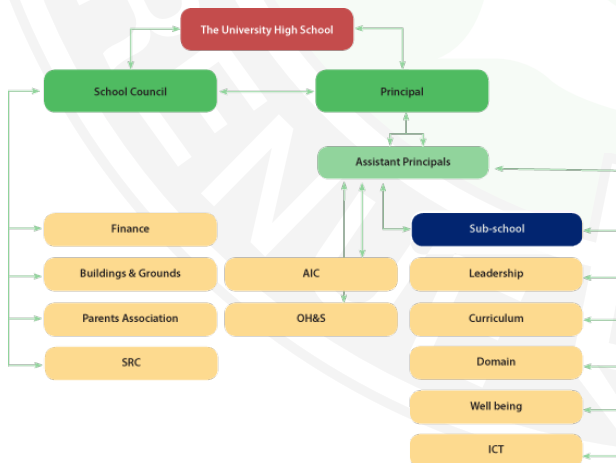 The University High School
School Council
Principal
Assistant Principals
Finance
Sub-school
Buildings & Grounds
AIC
Leadership
Parents Association
OH&S
Curriculum
SRC
Domain
Well being
ICT